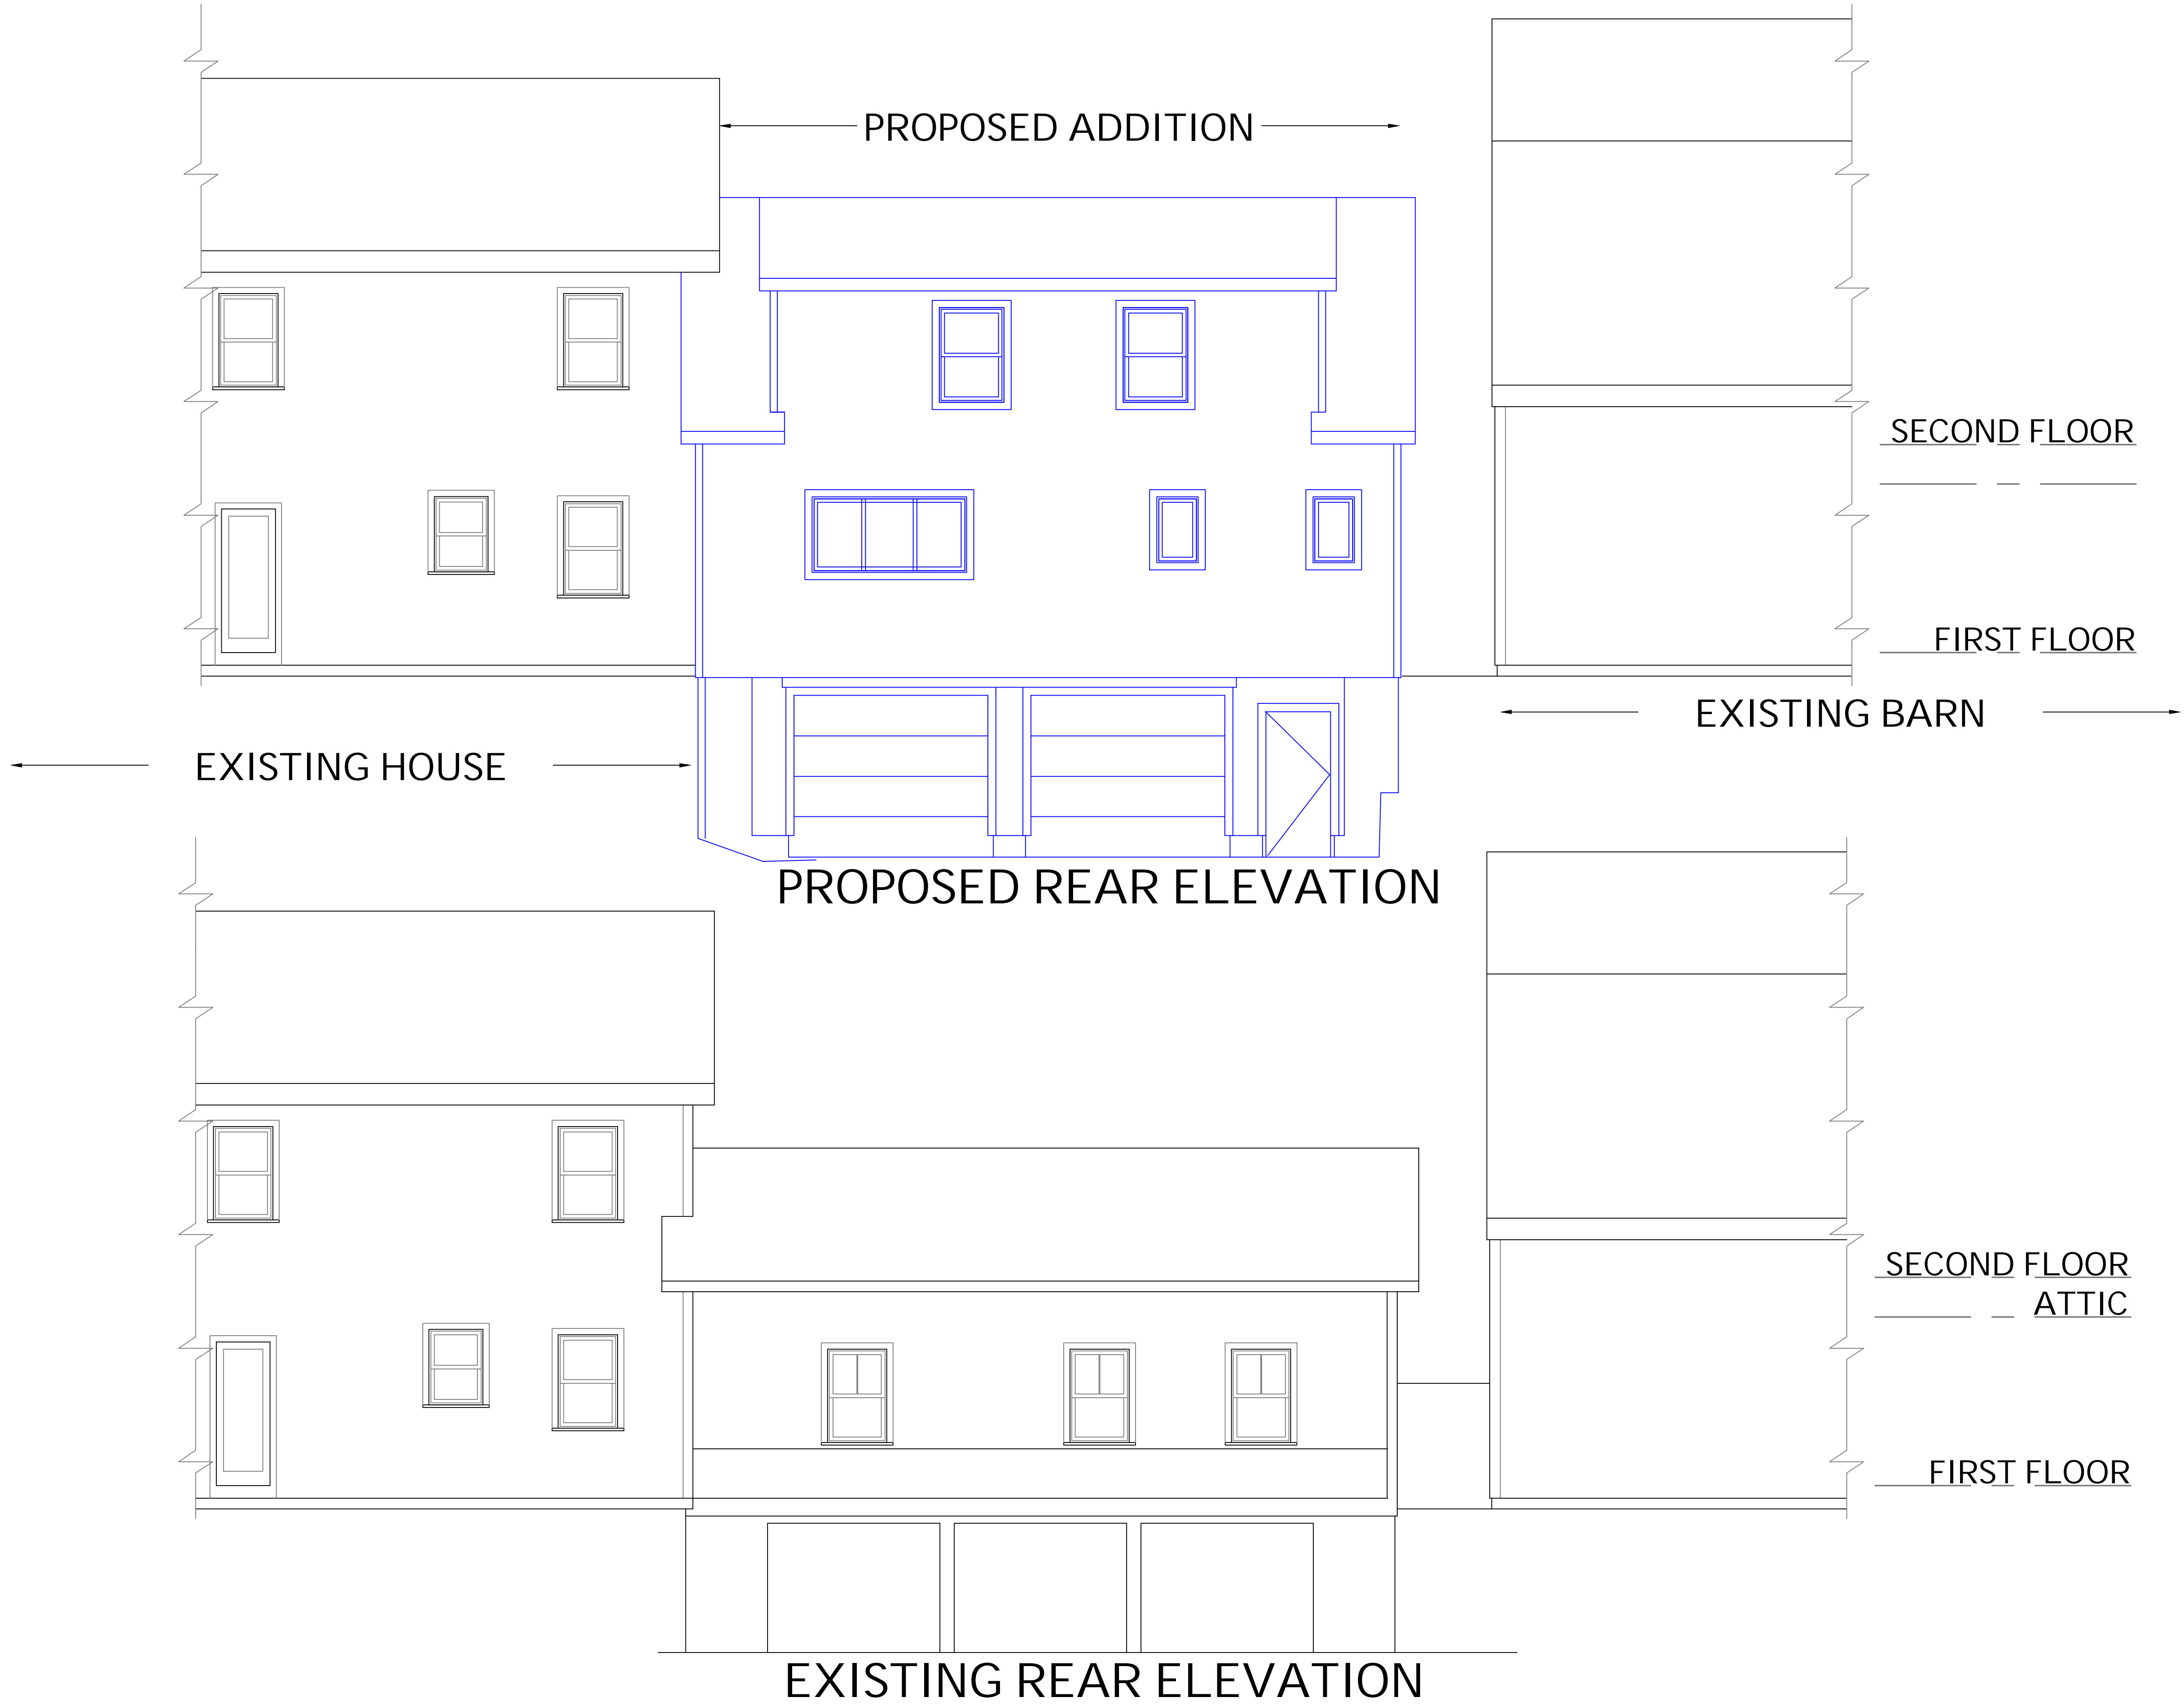 PROPOSED ADDITION
SECOND FLOOR
FIRST FLOOR
EXISTING BARN
EXISTING HOUSE
PROPOSED REAR ELEVATION
SECOND FLOOR
ATTIC
FIRST FLOOR
EXISTING REAR ELEVATION